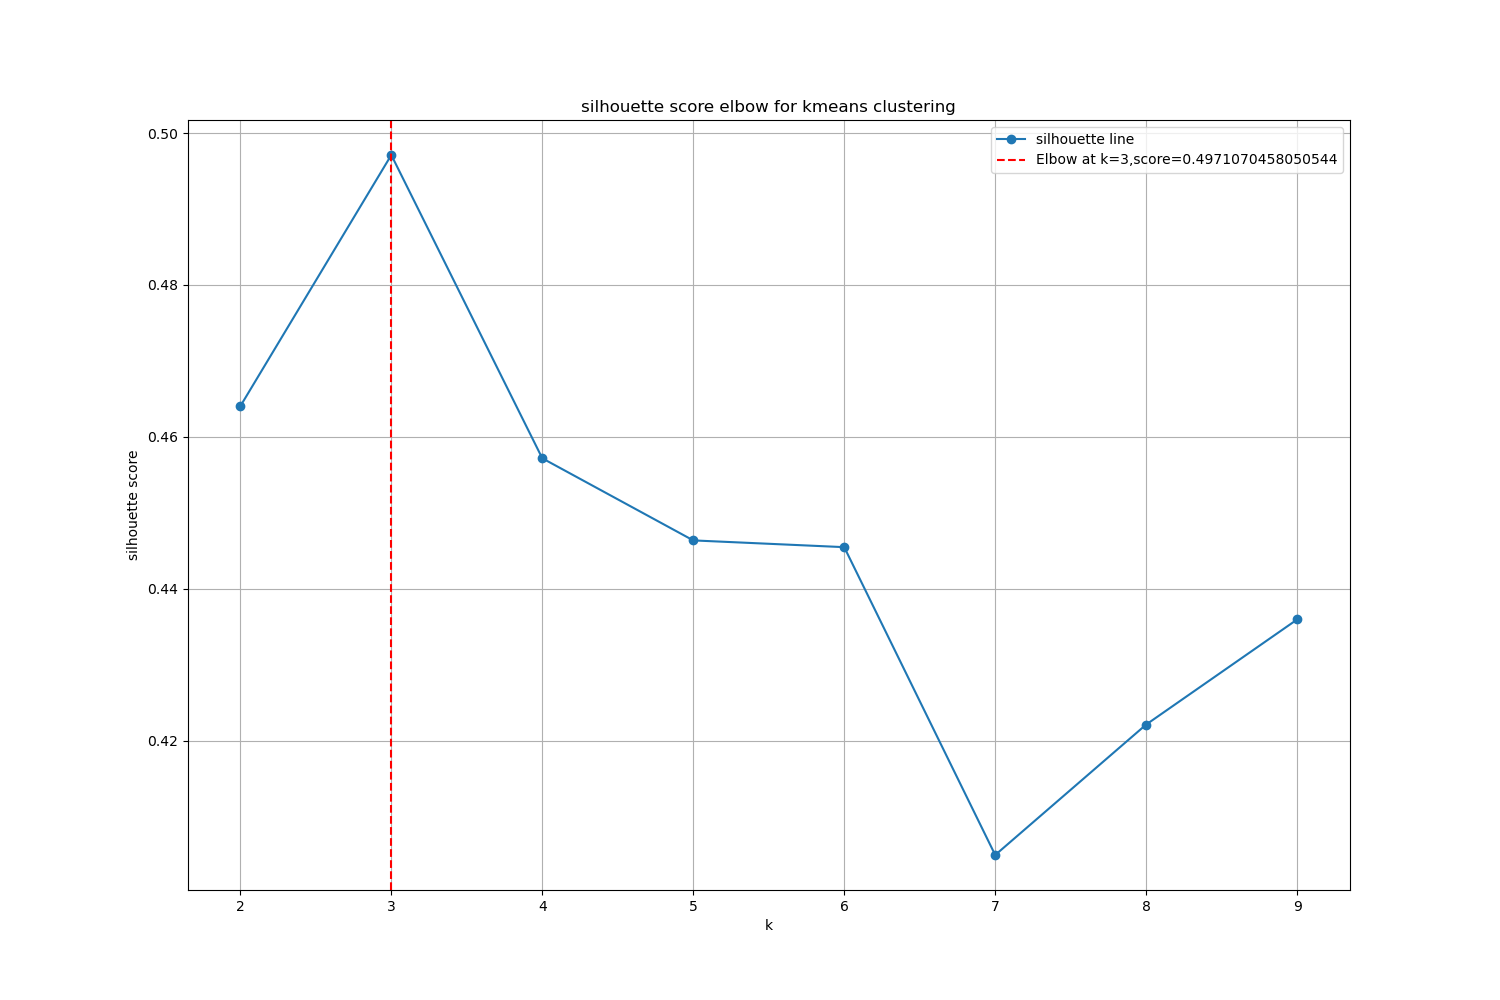 silhouette score elbow for kmeans clustering
silhouette line
Elbow at k=3,score=0.4971070458050544
0.50
0.48
0.46
0.44
0.42
silhouette score
2 3 4 5 6 7 8 9
k